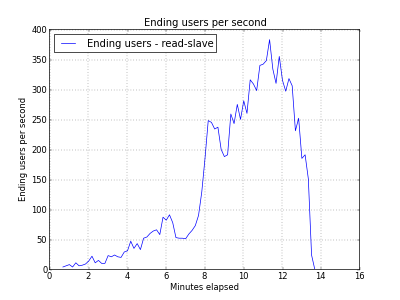 Ending users per second
Ending users - read-slave
400
350
300
250
200
150
100
50
0
Ending users per second
0 2 4 6 8 10 12 14 16
Minutes elapsed